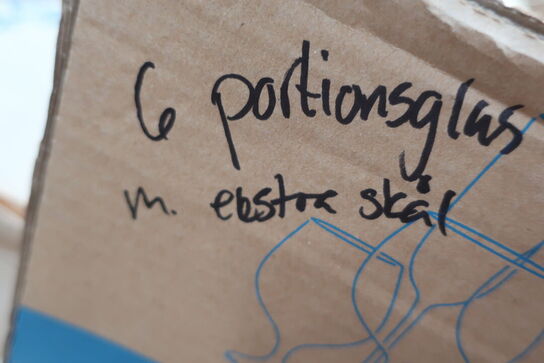 6 portionsglas
m. ekstra skål